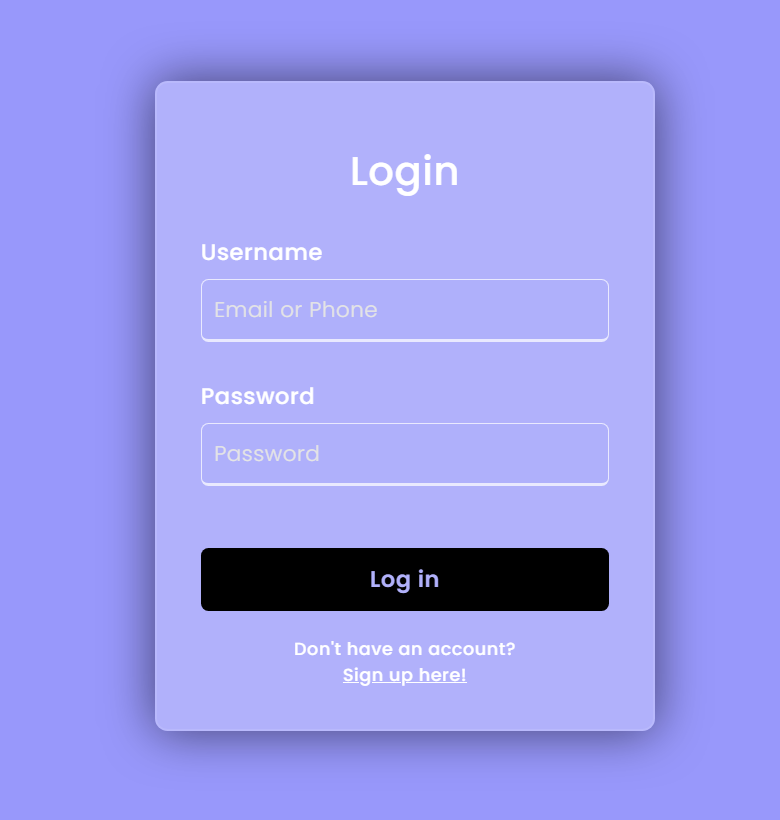 Login
Username
Email or Phone
Password
Password
Log in
Don't have an account?
Sign up here!